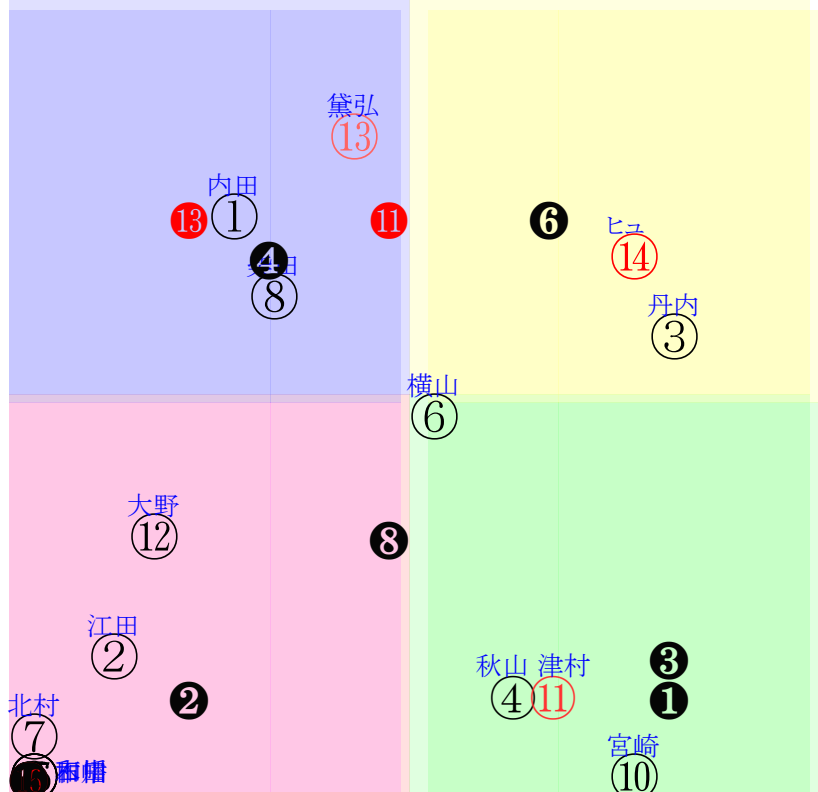 黛弘
⑬
内田
⓭ ① ⓫ ❻ ヒュ
❹ ⑭
田
⑧
丹内
③
横山
⑥
大野
⑫ ❽
江田
②
秋山 津村 ❸
④ ⑪ ❶
❷
北村
⑦
宮崎
⑩